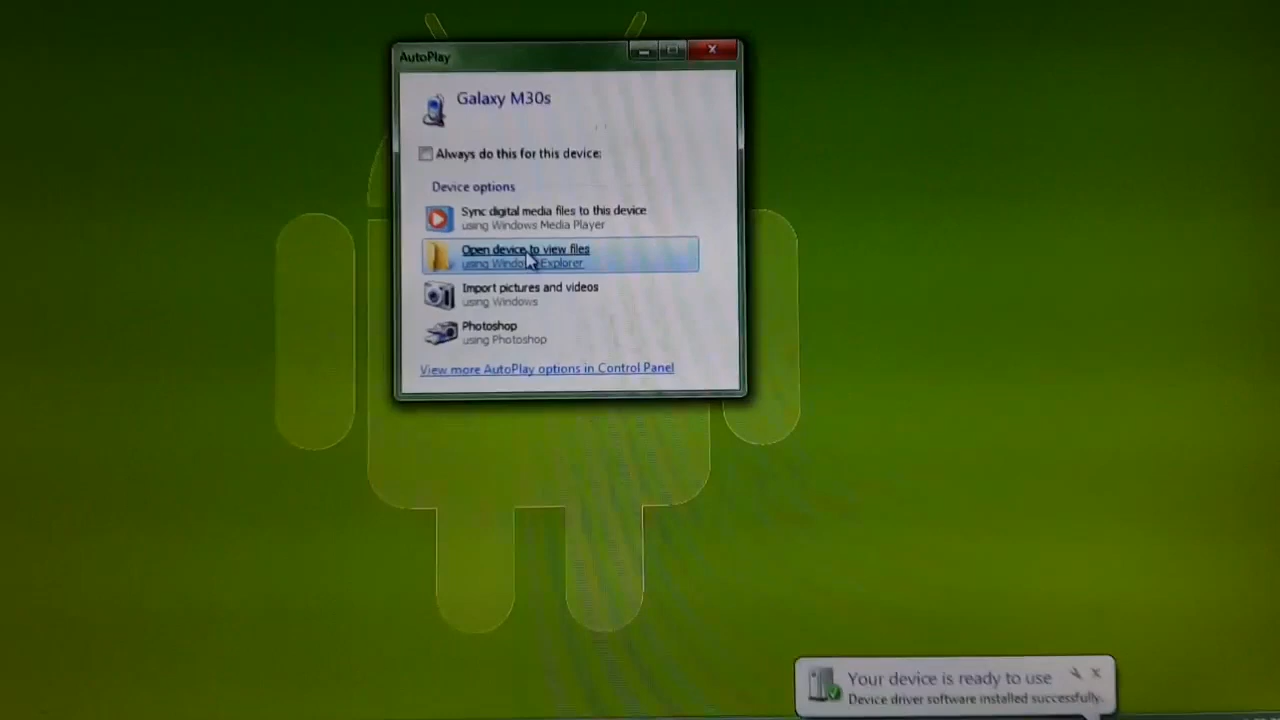 AutoPlay
Galaxy M30s
Always do this for this device:
Device options
Sync digital media files to this device
using Windows Media Player
Open device to view files
using Windows Explorer
Import pictures and videos
using Windows
Photoshop
using Photoshop
View more AutoPlay options in Control Panel
Your device is ready to use
Device driver software installed successfully.